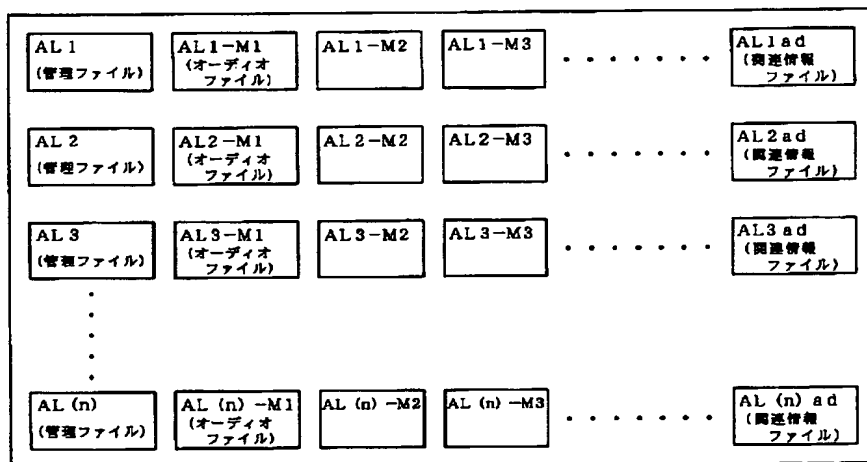 AL1
(管理ファイル)
AL1-M1
(オーディオ
ファイル)
AL1-M2
AL1-M3
AL1ad
(関連情報
ファイル)
AL2
(管理ファイル)
AL2-M1
(オーディオ
ファイル)
AL2-M2
AL2-M3
AL2ad
(関連情報
ファイル)
AL3
(管理ファイル)
AL3-M1
(オーディオ
ファイル)
AL3-M2
AL3-M3
AL3ad
(関連情報
ファイル)
AL(n)
(管理ファイル)
AL(n)-M1
(オーディオ
ファイル)
AL(n)-M2
AL(n)-M3
AL(n)ad
(関連情報
ファイル)